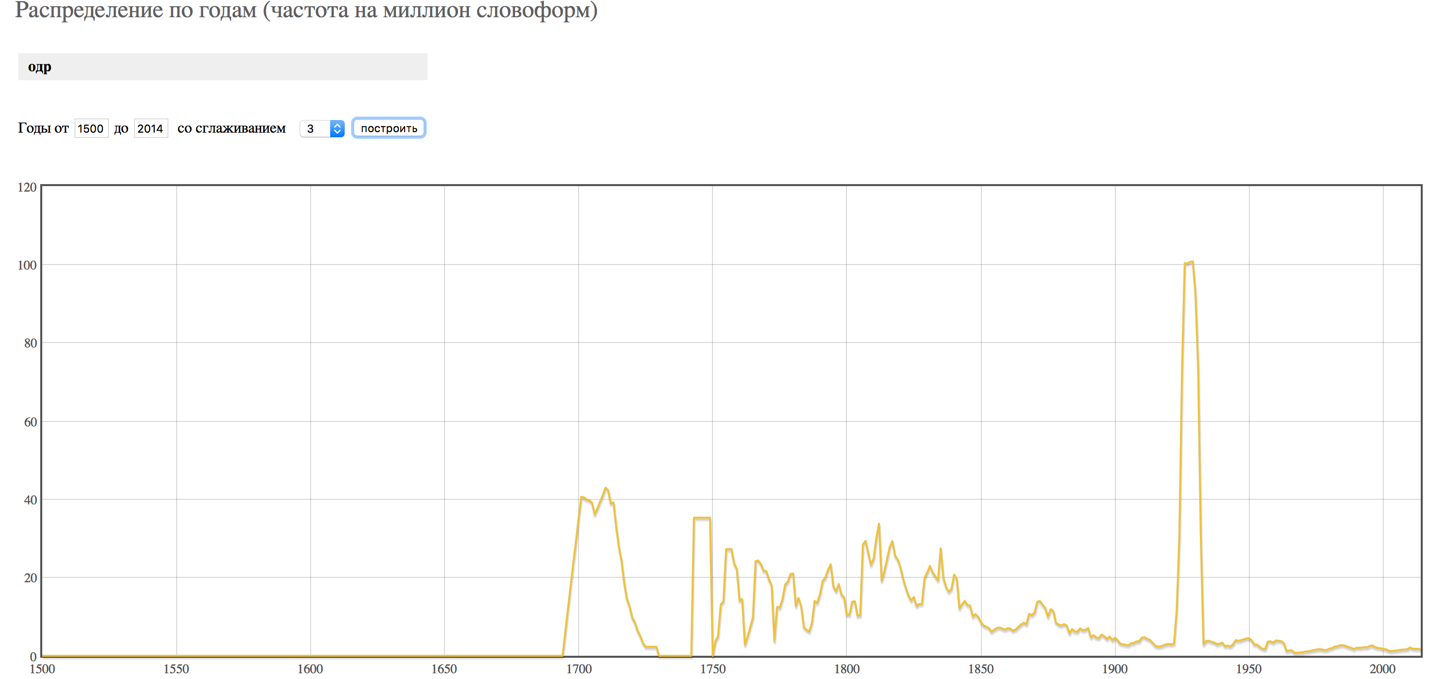 Распределение по годам (частота на миллион словоформ)
одр
Годы от 1500 до 2014 со сглаживанием 3 построить
120
100
80
60
40
20
0
1500 1550 1600 1650 1700 1750 1800 1850 1900 1950 2000